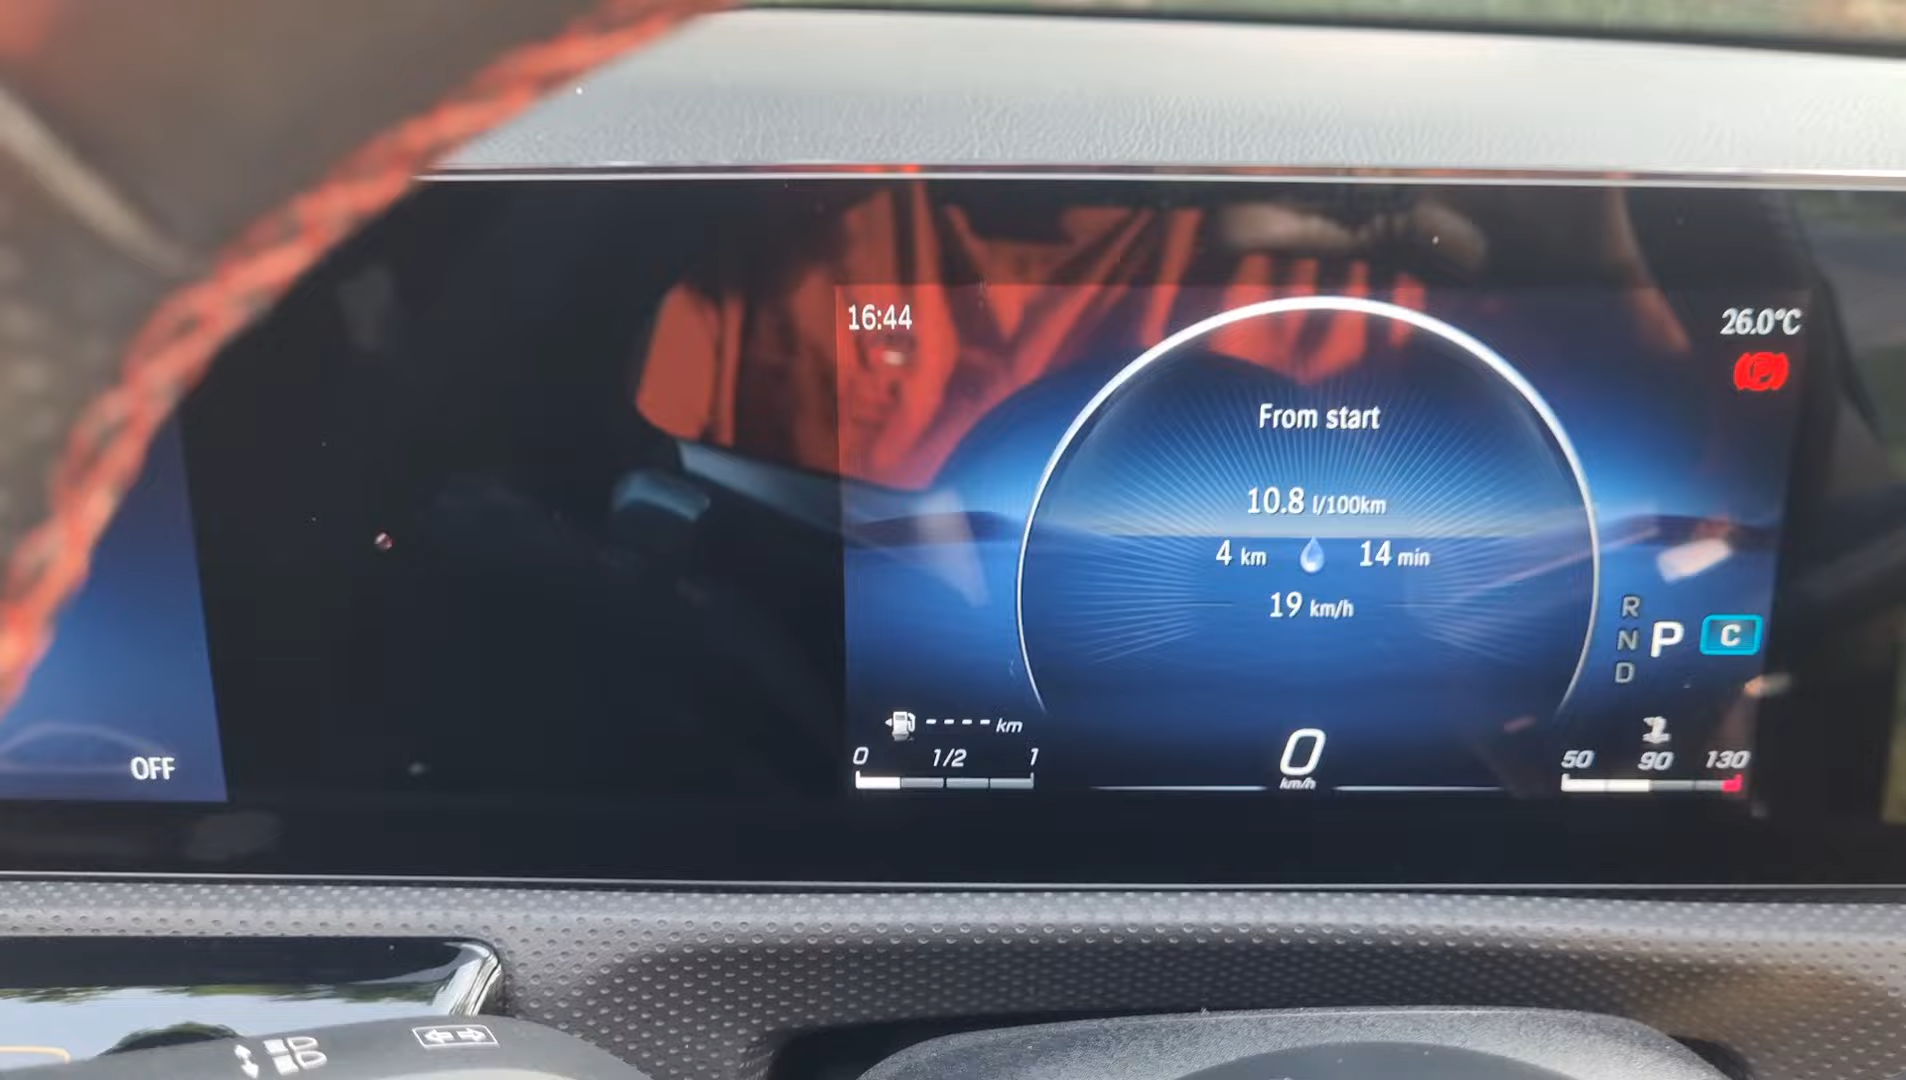 16:44
26.0°C
P
From start
10.8 l/100km
4 km 14 min
19 km/h
R
N P C
D
---- km
0 1/2 1
0
km/h
50 90 130
OFF